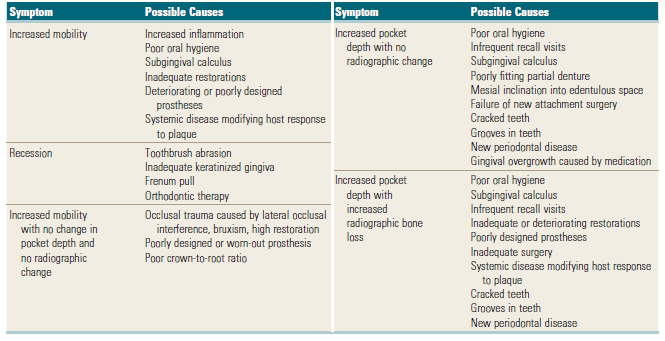 Symptom Possible Causes
Increased mobility Increased inflammation
Poor oral hygiene
Subgingival calculus
Inadequate restorations
Deteriorating or poorly designed
prostheses
Systemic disease modifying host response
to plaque
Recession Toothbrush abrasion
Inadequate keratinized gingiva
Frenum pull
Orthodontic therapy
Increased mobility Occlusal trauma caused by lateral occlusal
with no change in interference, bruxism, high restoration
pocket depth and Poorly designed or worn-out prosthesis
no radiographic Poor crown-to-root ratio
change
Symptom Possible Causes
Increased pocket Poor oral hygiene
depth with no Infrequent recall visits
radiographic change Subgingival calculus
Poorly fitting partial denture
Mesial inclination into edentulous space
Failure of new attachment surgery
Cracked teeth
Grooves in teeth
New periodontal disease
Gingival overgrowth caused by medication
Increased pocket Poor oral hygiene
depth with Subgingival calculus
increased Infrequent recall visits
radiographic bone Inadequate or deteriorating restorations
loss Poorly designed prostheses
Inadequate surgery
Systemic disease modifying host response
to plaque
Cracked teeth
Grooves in teeth
New periodontal disease